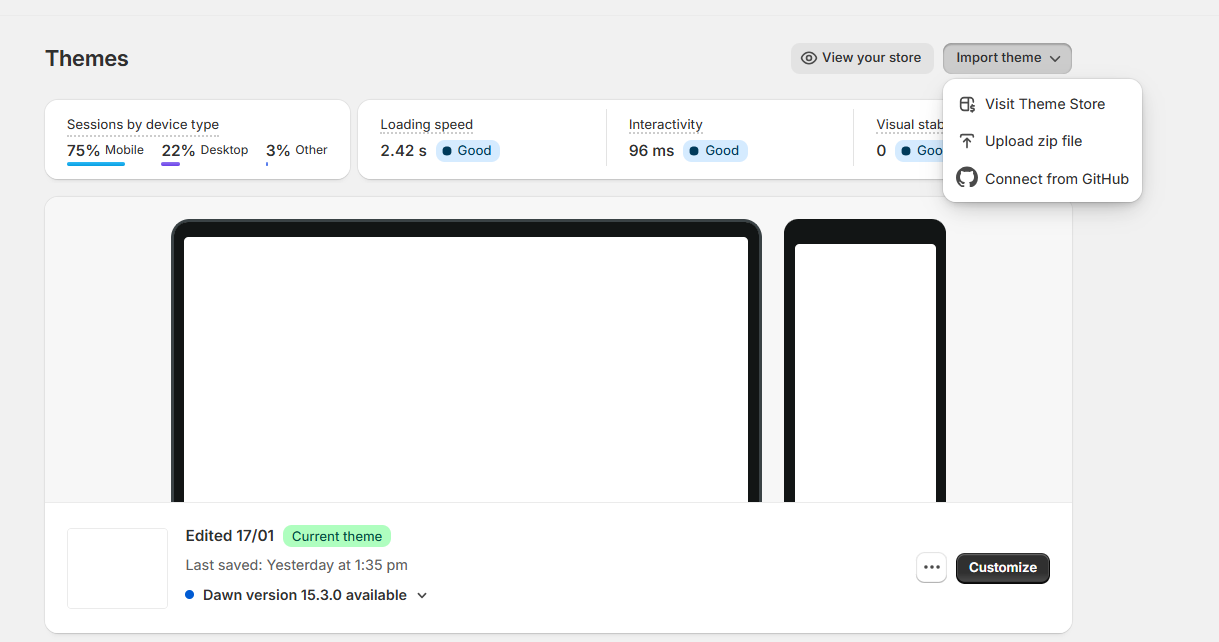 Themes
View your store
Import theme
Visit Theme Store
Upload zip file
Connect from GitHub
Sessions by device type
75% Mobile 22% Desktop 3% Other
Loading speed
2.42 s Good
Interactivity
96 ms Good
Visual stab
0 Goo
Edited 17/01 Current theme
Last saved: Yesterday at 1:35 pm
Dawn version 15.3.0 available
Customize